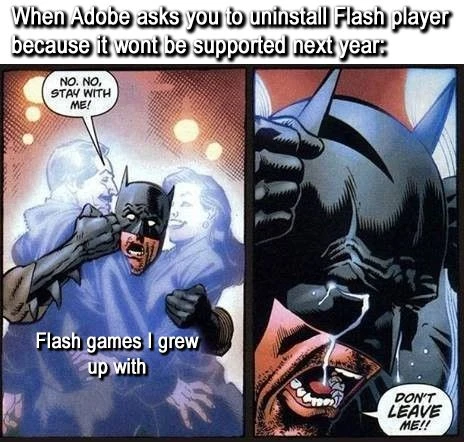 When Adobe asks you to uninstall Flash player
because it wont be supported next year:
NO. NO,
STAY WITH
ME!
Flash games I grew
up with
DON'T
LEAVE
ME!!